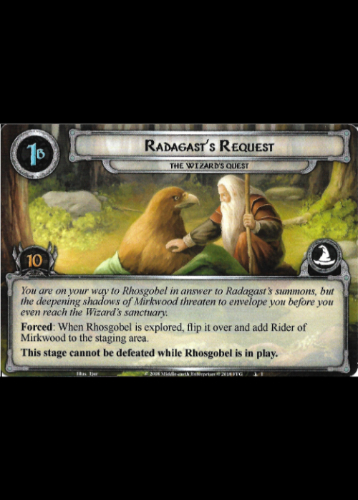 1B
RADAGAST'S REQUEST
THE WIZARD'S QUEST
10
You are on your way to Rhosgobel in answer to Radagast's summons, but
the deepening shadows of Mirkwood threaten to envelope you before you
even reach the Wizard's sanctuary.
Forced: When Rhosgobel is explored, flip it over and add Rider of
Mirkwood to the staging area.
This stage cannot be defeated while Rhosgobel is in play.